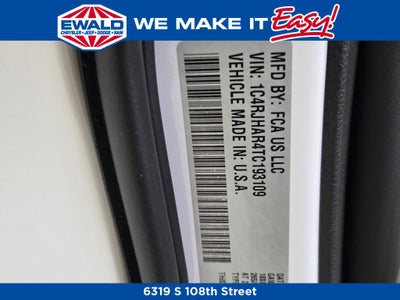 EWALD
CHRYSLER • JEEP • DODGE • RAM
WE MAKE IT Easy!
MFD BY: FCA US LLC
VIN: 1C4RJHAR4TC193109
VEHICLE MADE IN: U.S.A.
6319 S 108th Street